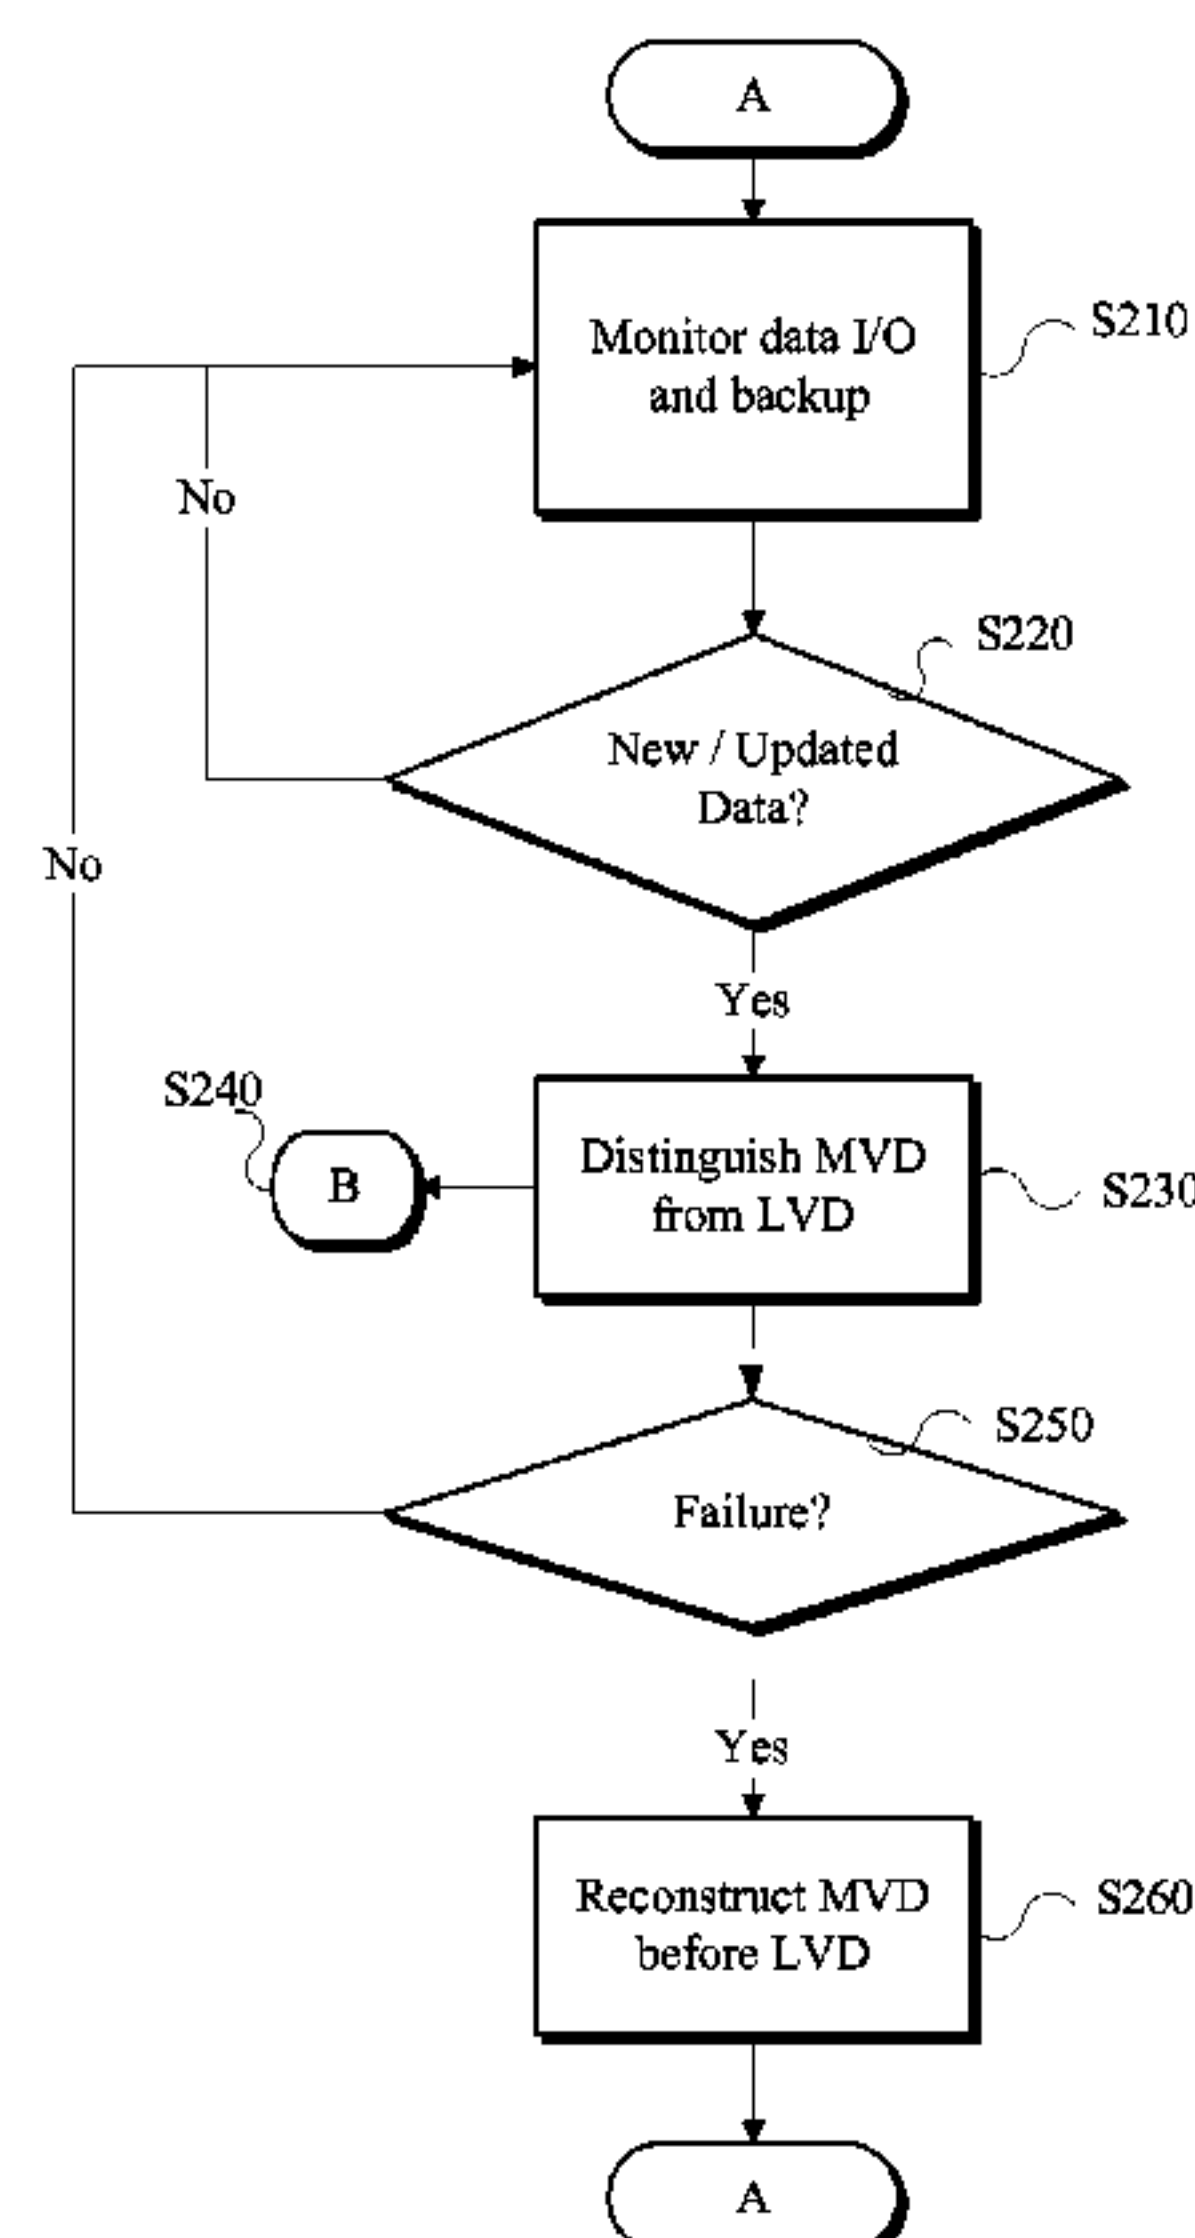 A
Monitor data I/O
and backup
S210
No
S220
New / Updated
Data?
No
Yes
S240
B
Distinguish MVD
from LVD
S230
S250
Failure?
Yes
Reconstruct MVD
before LVD
S260
A